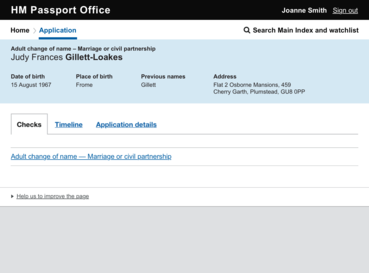 HM Passport Office
Joanne Smith Sign out
Home Application
Search Main Index and watchlist
Adult change of name – Marriage or civil partnership
Judy Frances Gillett-Loakes
Date of birth Place of birth Previous names Address
15 August 1967 Frome Gillett Flat 2 Osborne Mansions, 459
Cherry Garth, Plumstead, GU8 0PP
Checks Timeline Application details
Adult change of name — Marriage or civil partnership
Help us to improve the page